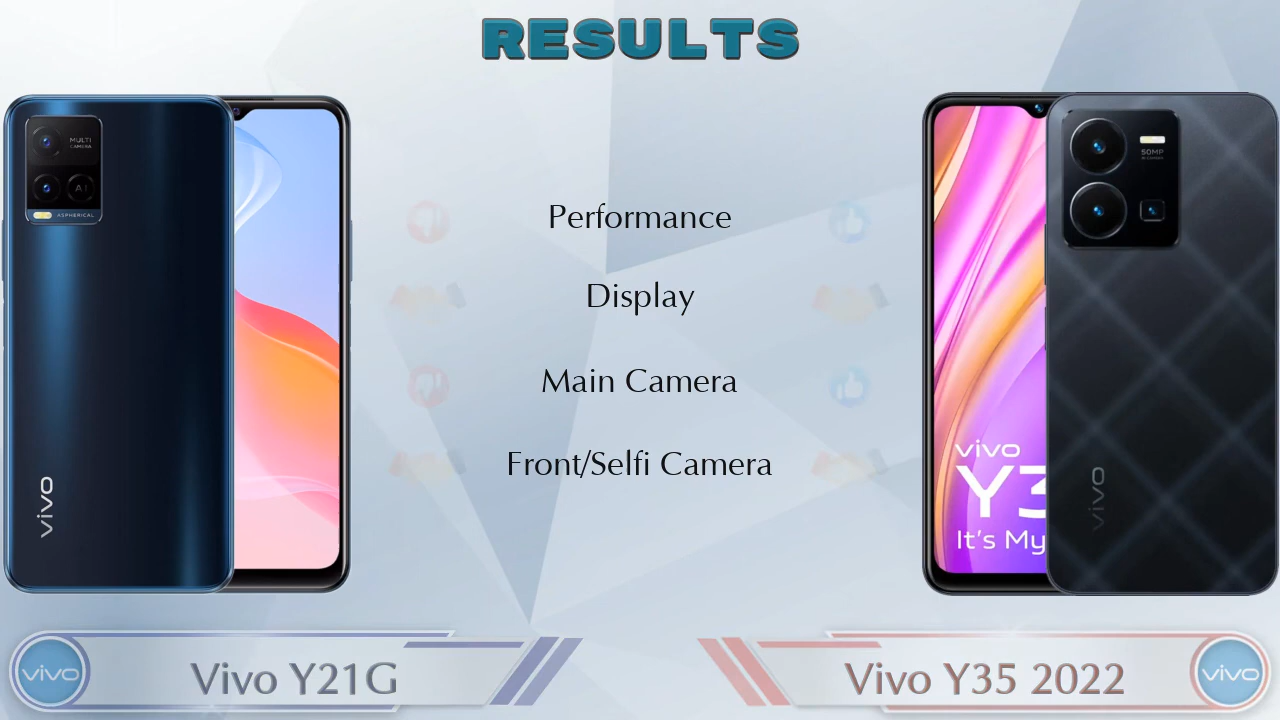 RESULTS
MULTI
CAMERA
AI
ASPHERICAL
vivo
50MP
Performance
Display
Main Camera
Front/Selfi Camera
vivo
Y3
It's My
vivo
vivo
Vivo Y21G
Vivo Y35 2022
vivo